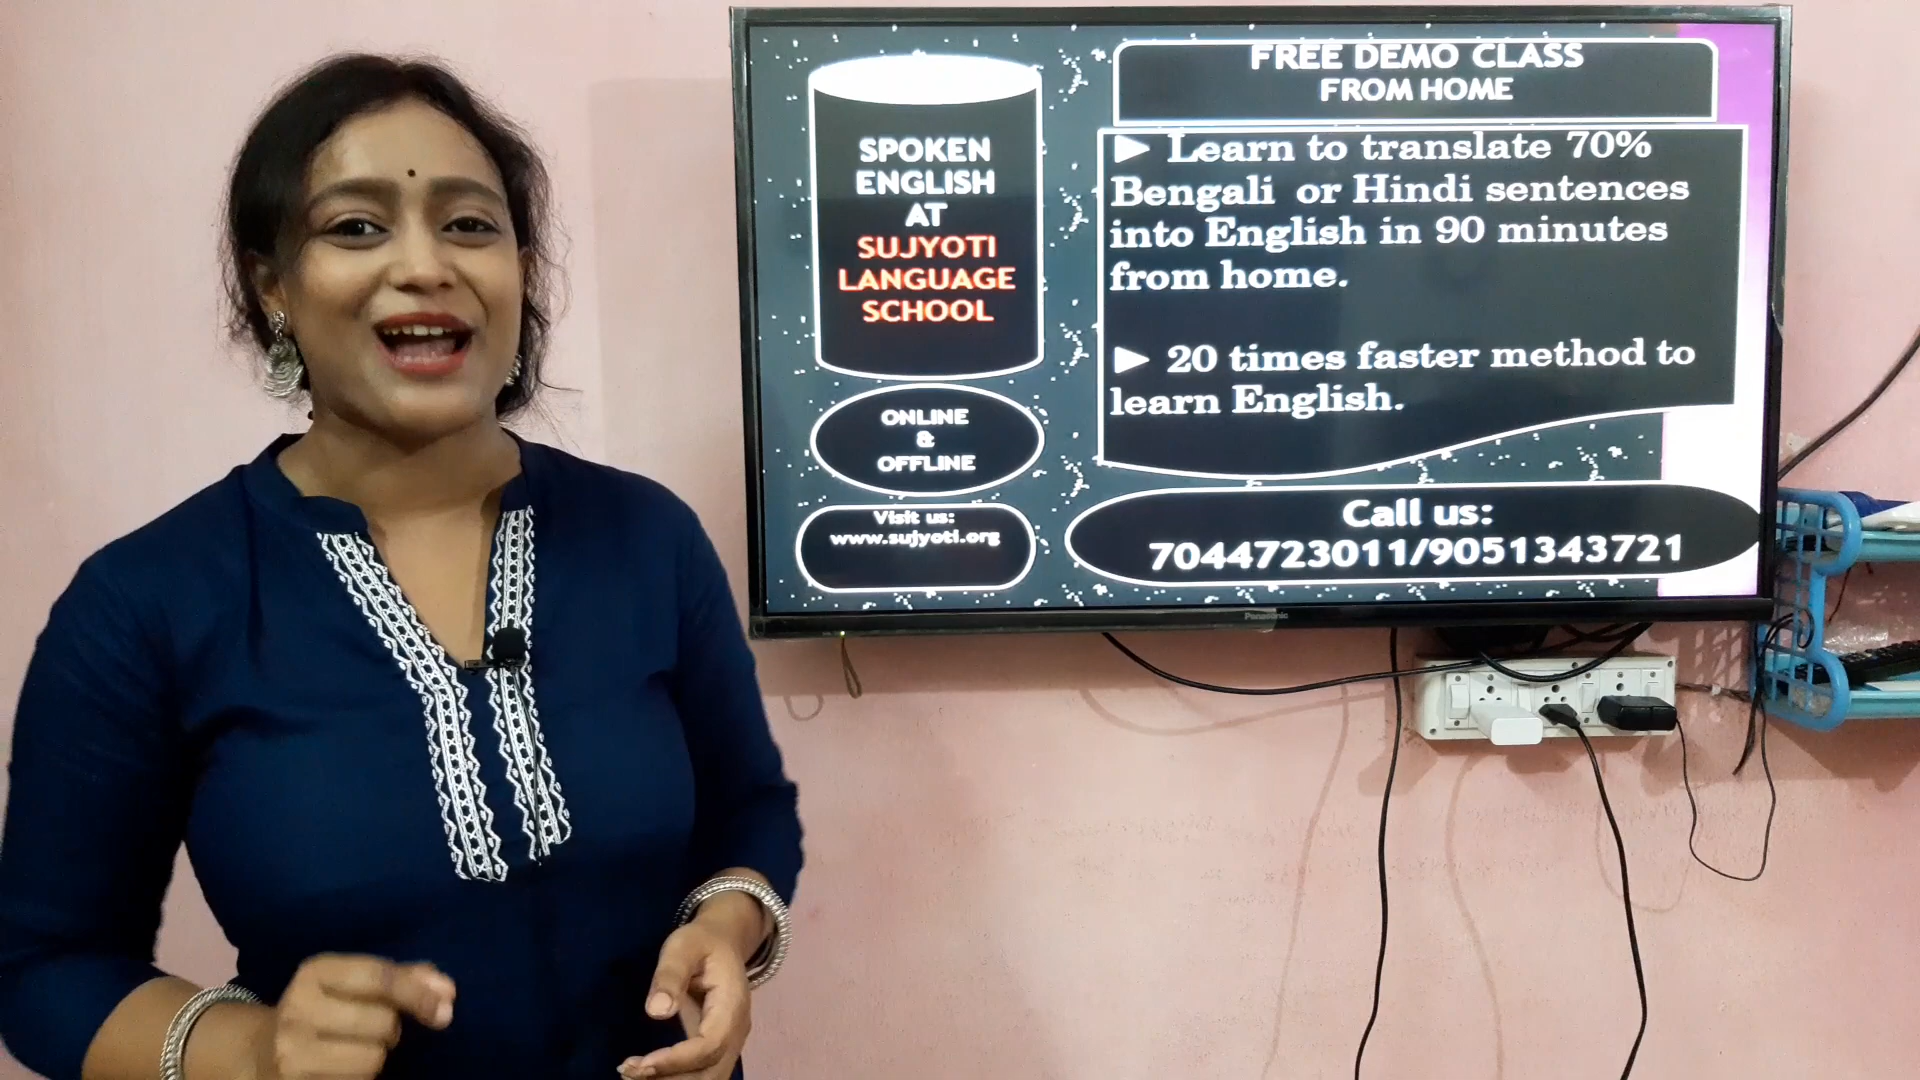 SPOKEN
ENGLISH
AT
SUJYOTI
LANGUAGE
SCHOOL
ONLINE
&
OFFLINE
Visit us:
www.sujyoti.org
FREE DEMO CLASS
FROM HOME
► Learn to translate 70%
Bengali or Hindi sentences
into English in 90 minutes
from home.
► 20 times faster method to
learn English.
Call us:
7044723011/9051343721
Panasonic